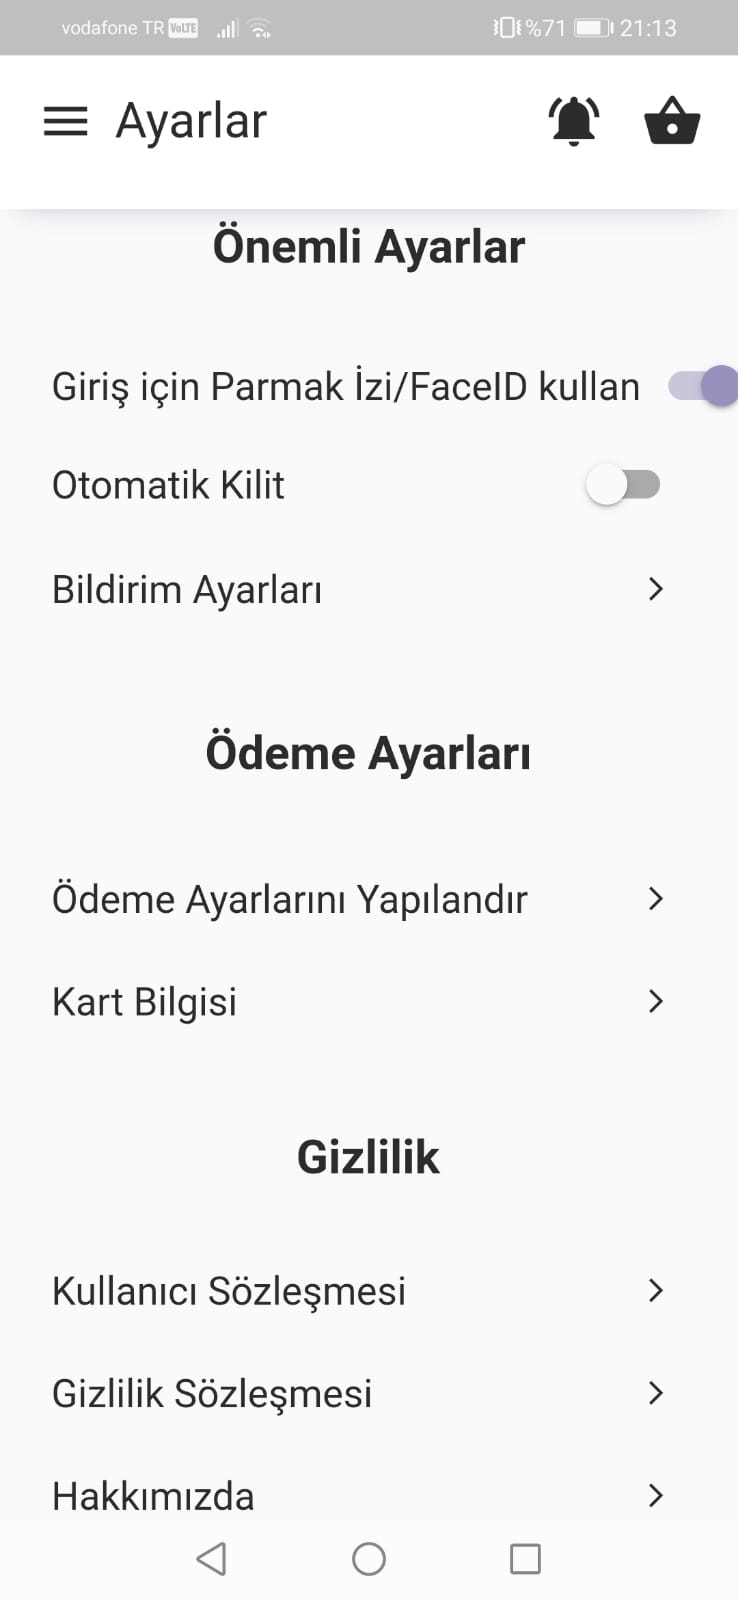 vodafone TR VoLTE %71 21:13
Ayarlar
Önemli Ayarlar
Giriş için Parmak İzi/FaceID kullan
Otomatik Kilit
Bildirim Ayarları
Ödeme Ayarları
Ödeme Ayarlarını Yapılandır
Kart Bilgisi
Gizlilik
Kullanıcı Sözleşmesi
Gizlilik Sözleşmesi
Hakkımızda